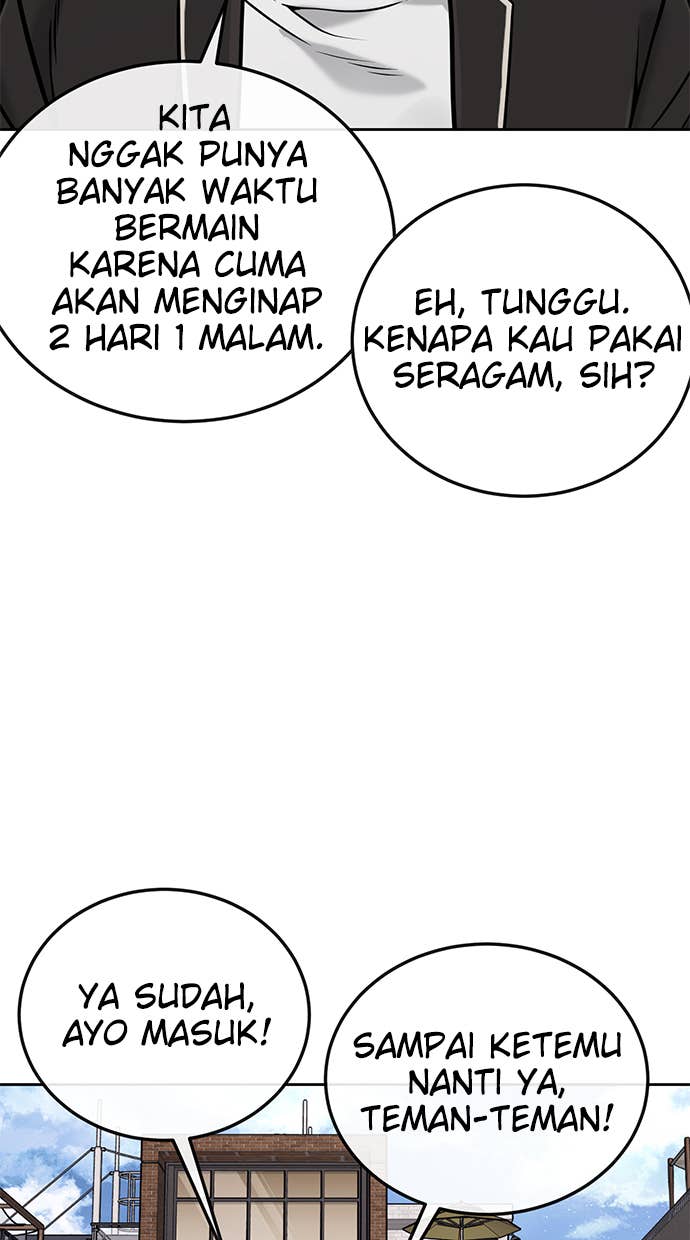 KITA
NGGAK PUNYA
BANYAK WAKTU
BERMAIN
KARENA CUMA
AKAN MENGINAP
2 HARI 1 MALAM.
EH, TUNGGU.
KENAPA KAU PAKAI
SERAGAM, SIH?
YA SUDAH,
AYO MASUK!
SAMPAI KETEMU
NANTI YA,
TEMAN-TEMAN!